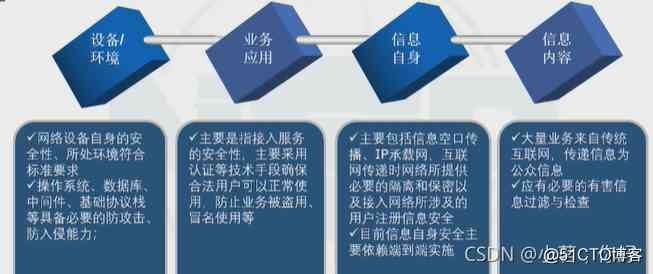 设备/
环境
业务
应用
信息
自身
信息
内容
✓网络设备自身的安
全性、所处环境符合
标准要求
✓操作系统、数据库、
中间件、基础协议栈
等具备必要的防攻击、
防入侵能力;
✓主要是指接入服务
的安全性，主要采用
认证等技术手段确保
合法用户可以正常使
用，防止业务被盗用、
冒名使用等
✓主要包括信息空口传
播、IP承载网、互联
网传递时网络所提供
必要的隔离和保密以
及接入网络所涉及的
用户注册信息安全
✓目前信息自身安全主
要依赖端到端实施
✓大量业务来自传统
互联网，传递信息为
公众信息
✓应有必要的有害信
息过滤与检查
CSDN
@51CTO博客